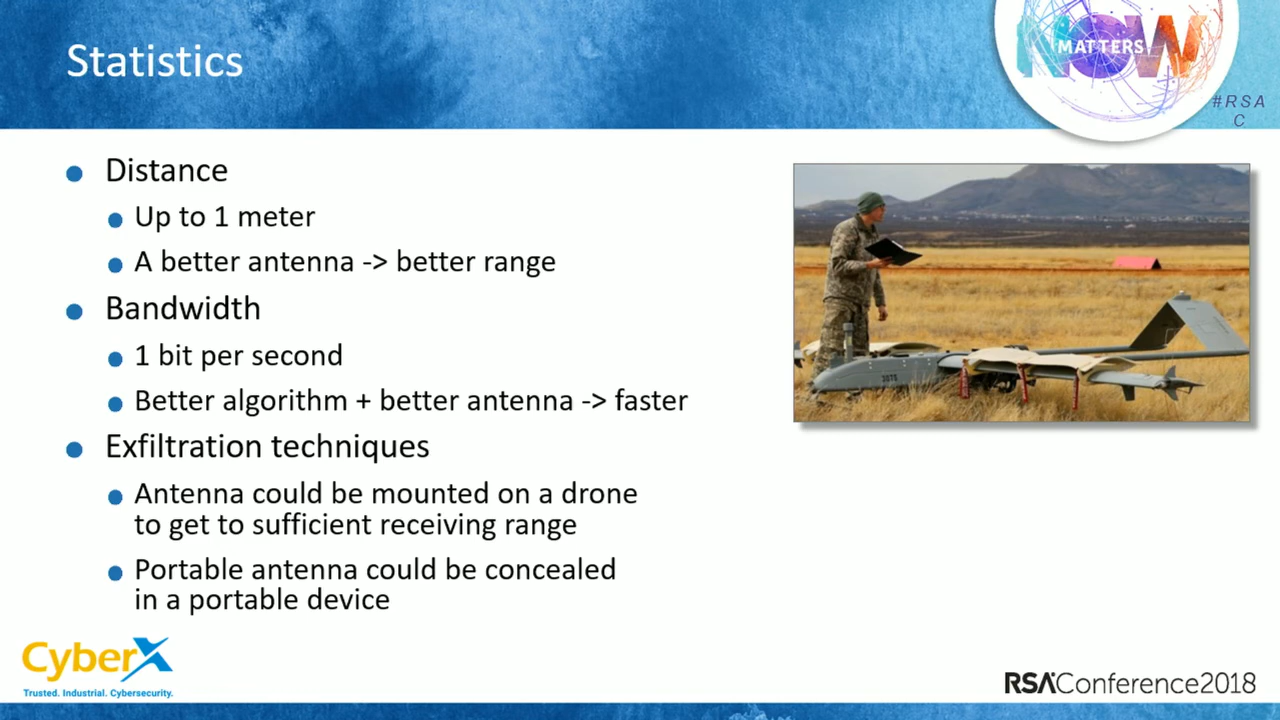 Statistics
NOW
MATTERS
#RSA
C
Distance
Up to 1 meter
A better antenna -> better range
Bandwidth
1 bit per second
Better algorithm + better antenna -> faster
Exfiltration techniques
Antenna could be mounted on a drone
to get to sufficient receiving range
Portable antenna could be concealed
in a portable device
CyberX
Trusted. Industrial. Cybersecurity.
RSAConference2018